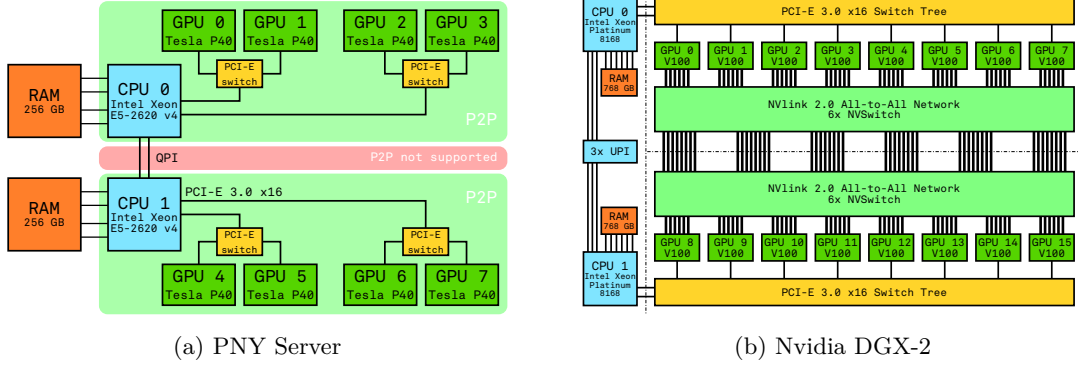 GPU 0
Tesla P40
GPU 1
Tesla P40
GPU 2
Tesla P40
GPU 3
Tesla P40
PCI-E
switch
PCI-E
switch
RAM
256 GB
CPU 0
Intel Xeon
E5-2620 v4
P2P
QPI
P2P not supported
RAM
256 GB
CPU 1
Intel Xeon
E5-2620 v4
PCI-E 3.0 x16
P2P
PCI-E
switch
PCI-E
switch
GPU 4
Tesla P40
GPU 5
Tesla P40
GPU 6
Tesla P40
GPU 7
Tesla P40
(a) PNY Server
CPU 0
Intel Xeon
Platinum
8168
PCI-E 3.0 x16 Switch Tree
GPU 0
V100
GPU 1
V100
GPU 2
V100
GPU 3
V100
GPU 4
V100
GPU 5
V100
GPU 6
V100
GPU 7
V100
RAM
768 GB
NVlink 2.0 All-to-All Network
6x NVSwitch
3x UPI
NVlink 2.0 All-to-All Network
6x NVSwitch
RAM
768 GB
GPU 8
V100
GPU 9
V100
GPU 10
V100
GPU 11
V100
GPU 12
V100
GPU 13
V100
GPU 14
V100
GPU 15
V100
CPU 1
Intel Xeon
Platinum
8168
PCI-E 3.0 x16 Switch Tree
(b) Nvidia DGX-2